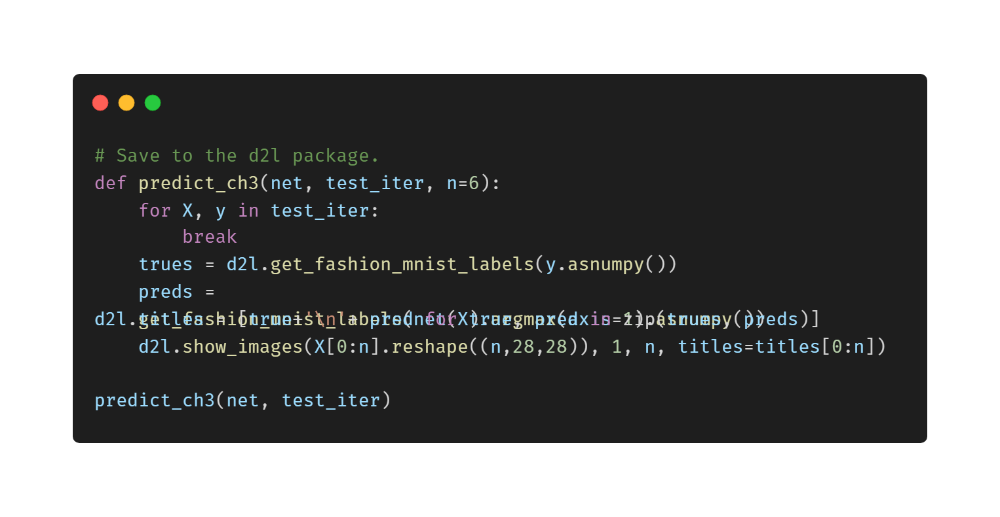 # Save to the d2l package.
def predict_ch3(net, test_iter, n=6):
    for X, y in test_iter:
        break
    trues = d2l.get_fashion_mnist_labels(y.asnumpy())
    preds =
d2l.get_fashion_mnist_labels(net(X).argmax(axis=1).asnumpy())
    titles = [true+'\n'+ pred for true, pred in zip(trues, preds)]
    d2l.show_images(X[0:n].reshape((n,28,28)), 1, n, titles=titles[0:n])
predict_ch3(net, test_iter)